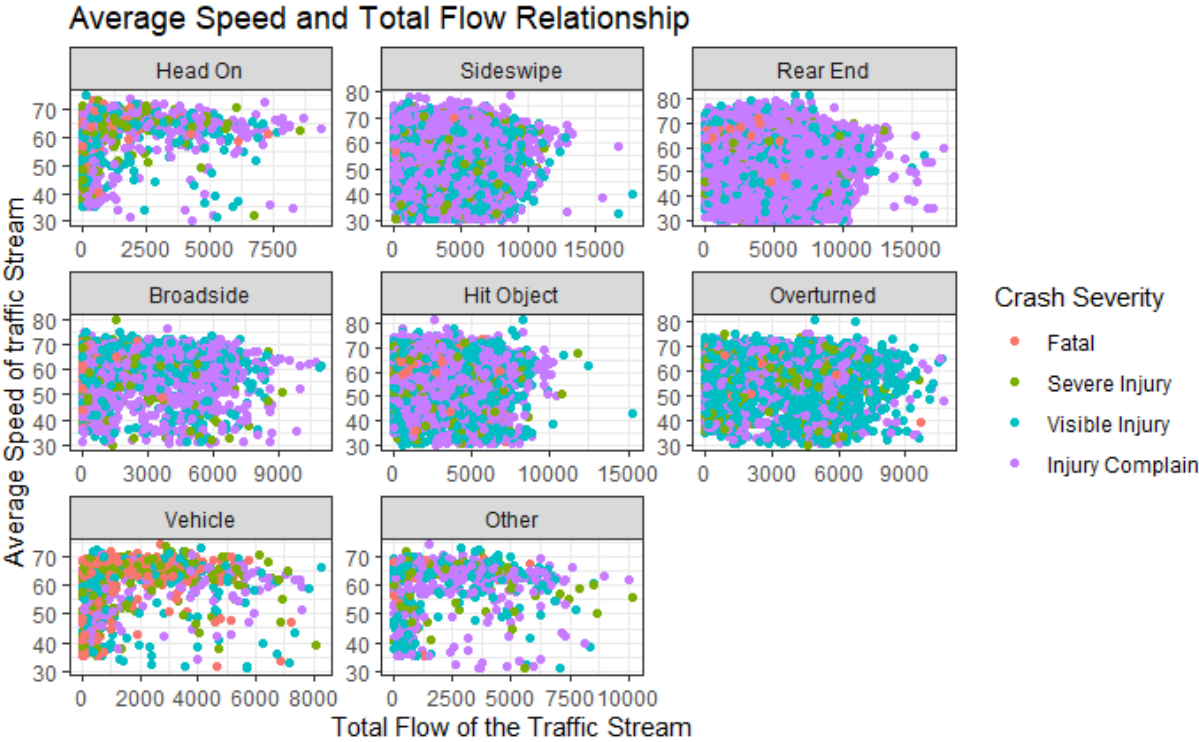 Average Speed and Total Flow Relationship
Head On
Sideswipe
Rear End
70
60
50
40
30
0 2500 5000 7500
80
70
60
50
40
30
0 5000 10000 15000
80
70
60
50
40
30
0 5000 10000 15000
Broadside
Hit Object
Overturned
80
70
60
50
40
30
0 3000 6000 9000
80
70
60
50
40
30
0 5000 10000 15000
80
70
60
50
40
30
0 3000 6000 9000
Vehicle
Other
70
60
50
40
30
0 2000 4000 6000 8000
70
60
50
40
30
0 2500 5000 7500 10000
Average Speed of traffic Stream
Total Flow of the Traffic Stream
Crash Severity
Fatal
Severe Injury
Visible Injury
Injury Complain